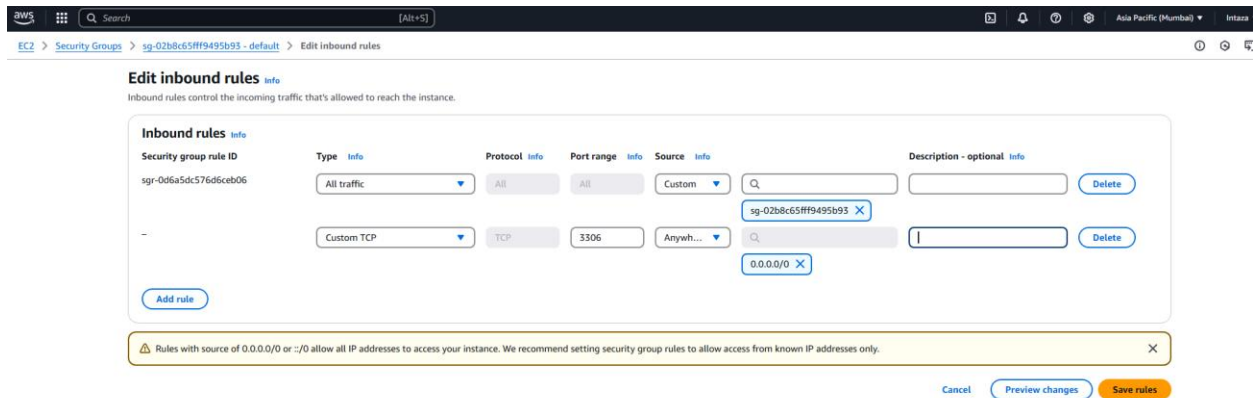 aws Search [Alt+S] Asia Pacific (Mumbai) Intaza
EC2 > Security Groups > sg-02b8c65fff9495b93 - default > Edit inbound rules
Edit inbound rules Info
Inbound rules control the incoming traffic that's allowed to reach the instance.
Inbound rules Info
Security group rule ID Type Info Protocol Info Port range Info Source Info Description - optional Info
sgr-0d6a5dc576d6ceb06 All traffic All All Custom Delete
sg-02b8c65fff9495b93
- Custom TCP TCP 3306 Anywh... Delete
0.0.0.0/0
Add rule
Rules with source of 0.0.0.0/0 or ::/0 allow all IP addresses to access your instance. We recommend setting security group rules to allow access from known IP addresses only.
Cancel Preview changes Save rules